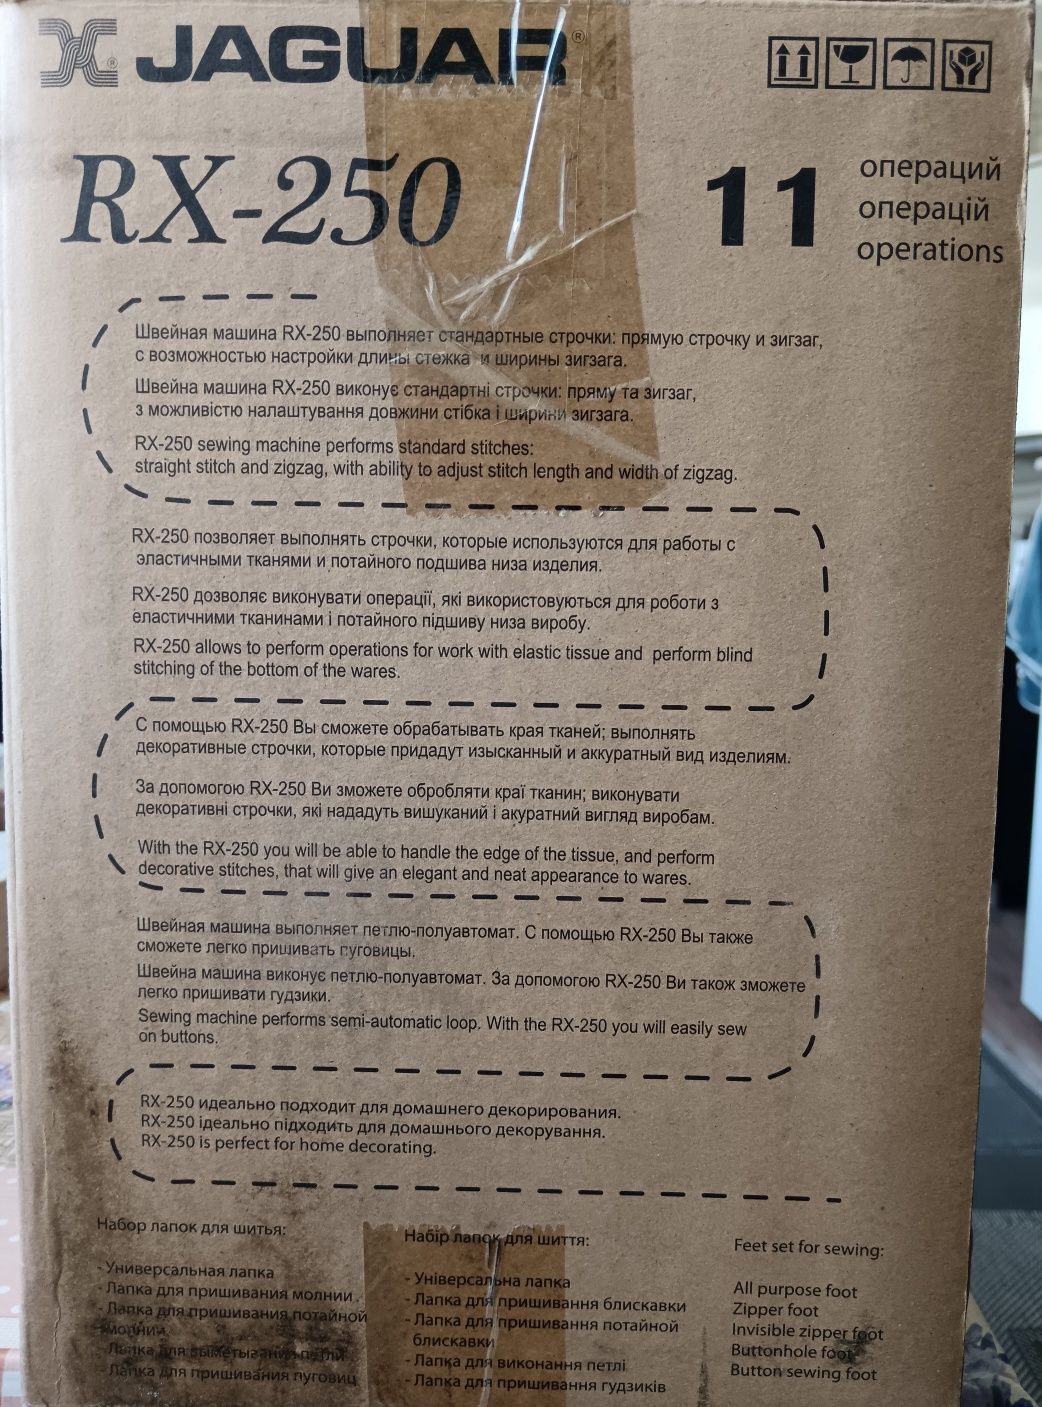 JAGUAR®
RX-250
11
операций
операцій
operations
Швейная машина RX-250 выполняет стандартные строчки: прямую строчку и зигзаг,
с возможностью настройки длины стежка и ширины зигзага.
Швейна машина RX-250 виконує стандартні строчки: пряму та зигзаг,
з можливістю налаштування довжини стібка і ширини зигзага.
RX-250 sewing machine performs standard stitches:
straight stitch and zigzag, with ability to adjust stitch length and width of zigzag.
RX-250 позволяет выполнять строчки, которые используются для работы с
эластичными тканями и потайного подшива низа изделия.
RX-250 дозволяє виконувати операції, які використовуються для роботи з
еластичними тканинами і потайного підшиву низа виробу.
RX-250 allows to perform operations for work with elastic tissue and perform blind
stitching of the bottom of the wares.
С помощью RX-250 Вы сможете обрабатывать края тканей; выполнять
декоративные строчки, которые придадут изысканный и аккуратный вид изделиям.
За допомогою RX-250 Ви зможете обробляти краї тканин; виконувати
декоративні строчки, які нададуть вишуканий і акуратний вигляд виробам.
With the RX-250 you will be able to handle the edge of the tissue, and perform
decorative stitches, that will give an elegant and neat appearance to wares.
Швейная машина выполняет петлю-полуавтомат. С помощью RX-250 Вы также
сможете легко пришивать пуговицы.
Швейна машина виконує петлю-полуавтомат. За допомогою RX-250 Ви також зможете
легко пришивати гудзики.
Sewing machine performs semi-automatic loop. With the RX-250 you will easily sew
on buttons.
RX-250 идеально подходит для домашнего декорирования.
RX-250 ідеально підходить для домашнього декорування.
RX-250 is perfect for home decorating.
Набор лапок для шитья:
- Универсальная лапка
- Лапка для пришивания молнии.
- Лапка для пришивания потайной
молнии
- Лапка для выметывания петли
- Лапка для пришивания пуговиц
Набір лапок для шиття:
- Універсальна лапка
- Лапка для пришивання блискавки
- Лапка для пришивання потайной
блискавки
- Лапка для виконання петлі
- Лапка для пришивання гудзиків
Feet set for sewing:
All purpose foot
Zipper foot
Invisible zipper foot
Buttonhole foot
Button sewing foot